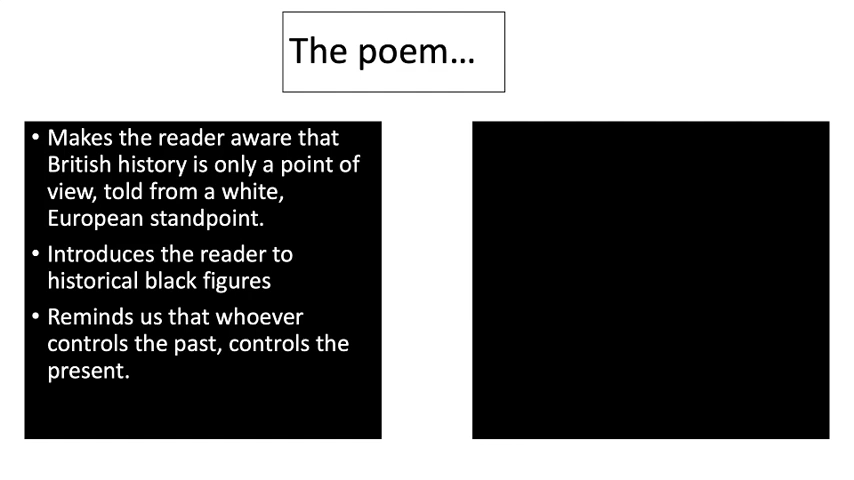 The poem…
• Makes the reader aware that
British history is only a point of
view, told from a white,
European standpoint.
• Introduces the reader to
historical black figures
• Reminds us that whoever
controls the past, controls the
present.